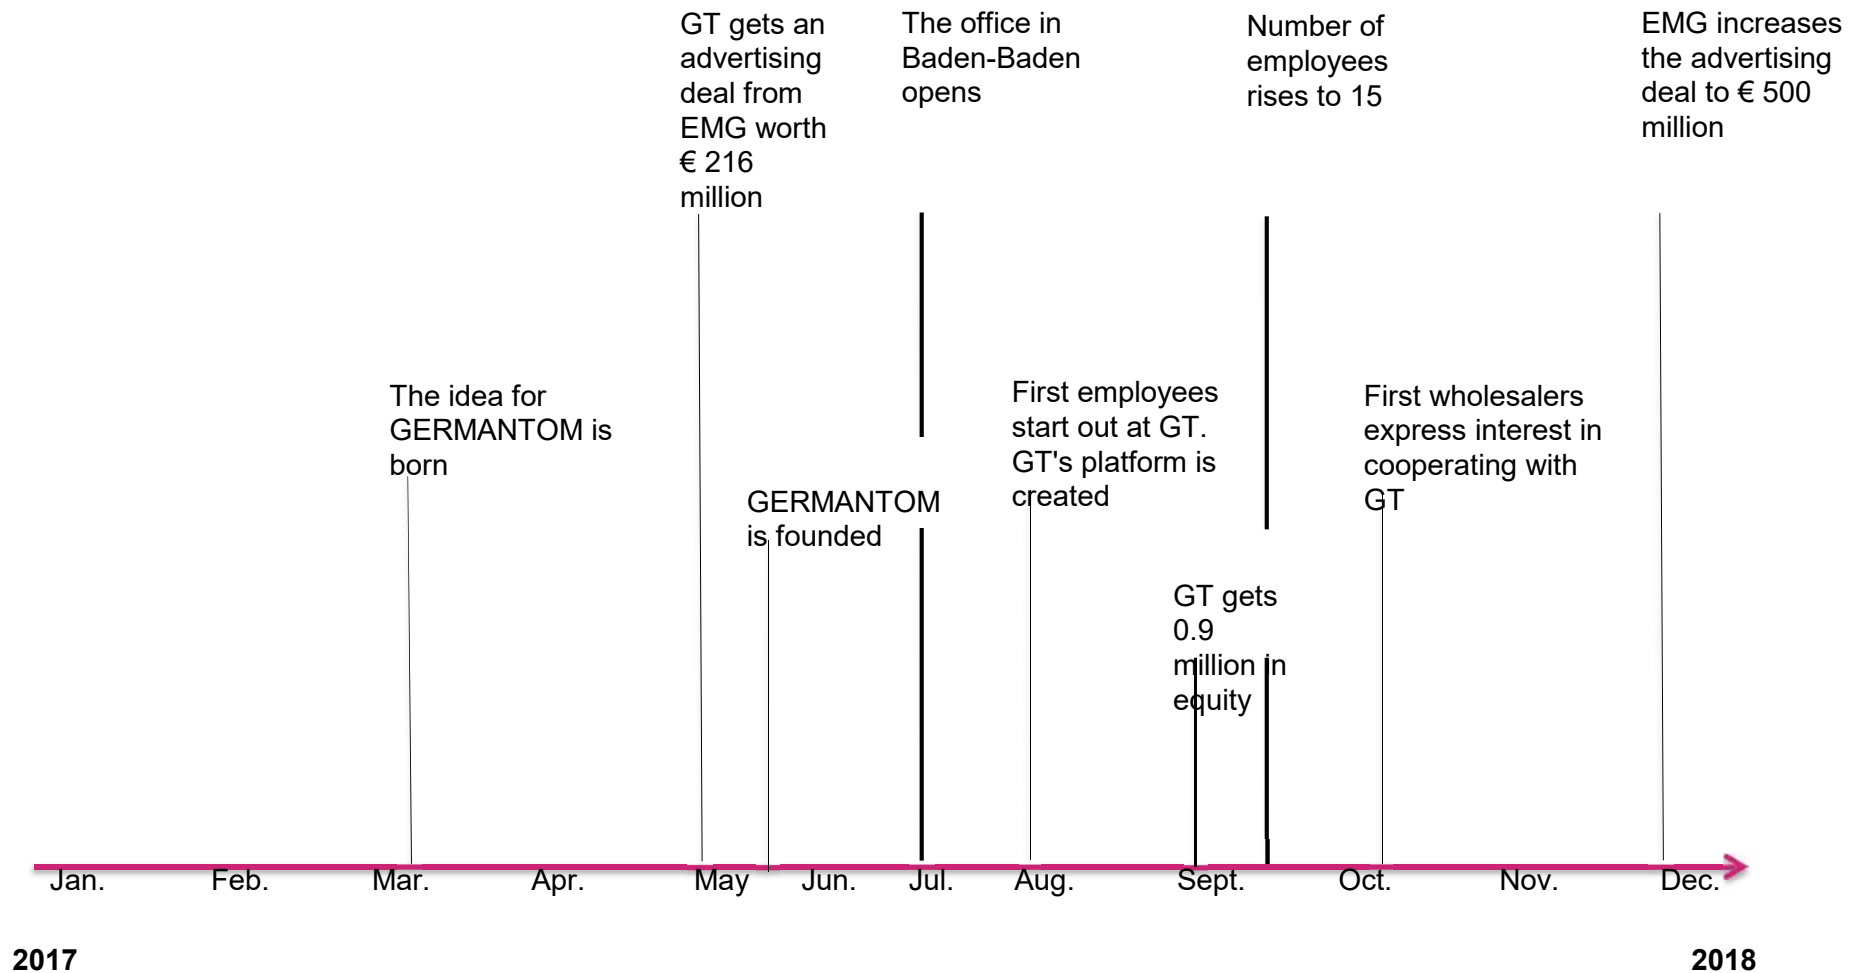 GT gets an
advertising
deal from
EMG worth
€ 216
million
The office in
Baden-Baden
opens
Number of
employees
rises to 15
EMG increases
the advertising
deal to € 500
million
The idea for
GERMANTOM is
born
GERMANTOM
is founded
First employees
start out at GT.
GT's platform is
created
First wholesalers
express interest in
cooperating with
GT
GT gets
0.9
million in
equity
Jan. Feb. Mar. Apr. May Jun. Jul. Aug. Sept. Oct. Nov. Dec.
2017 2018